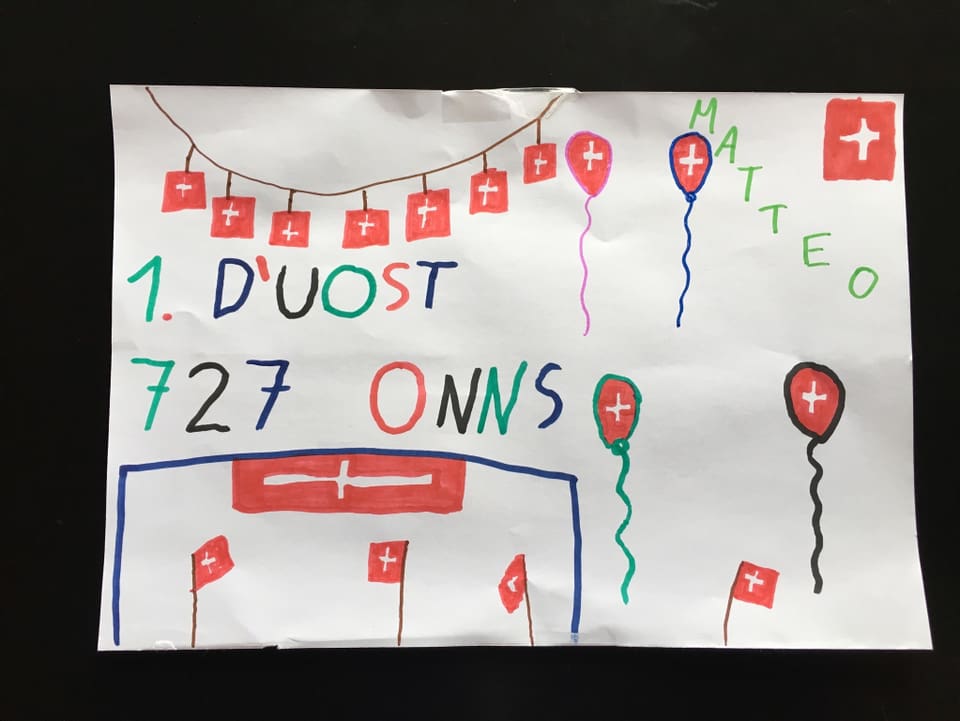 MATTEO
1. D'UOST
727 ONNS